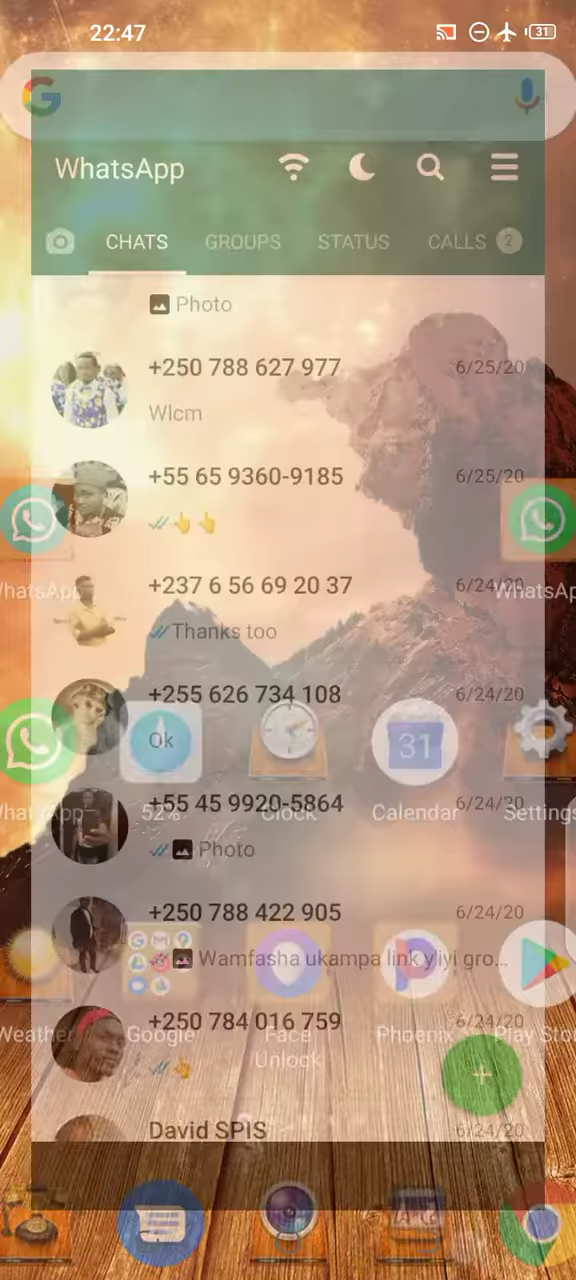 22:47
31
WhatsApp
CHATS
GROUPS
STATUS
CALLS 2
Photo
+250 788 627 977
6/25/20
Wlcm
+55 65 9360-9185
6/25/20
WhatsApp
WhatsAp
+237 6 56 69 20 37
6/24/20
Thanks too
+255 626 734 108
6/24/20
Ok
31
WhatsApp
52%
Clock
Calendar
Settings
+55 45 9920-5864
6/24/20
Photo
+250 788 422 905
6/24/20
Wamfasha ukampa link yliyi gro...
+250 784 016 759
6/24/20
Weather
Google
Face
Unlock
Phoenix
Play Sto
David SPIS
6/24/20